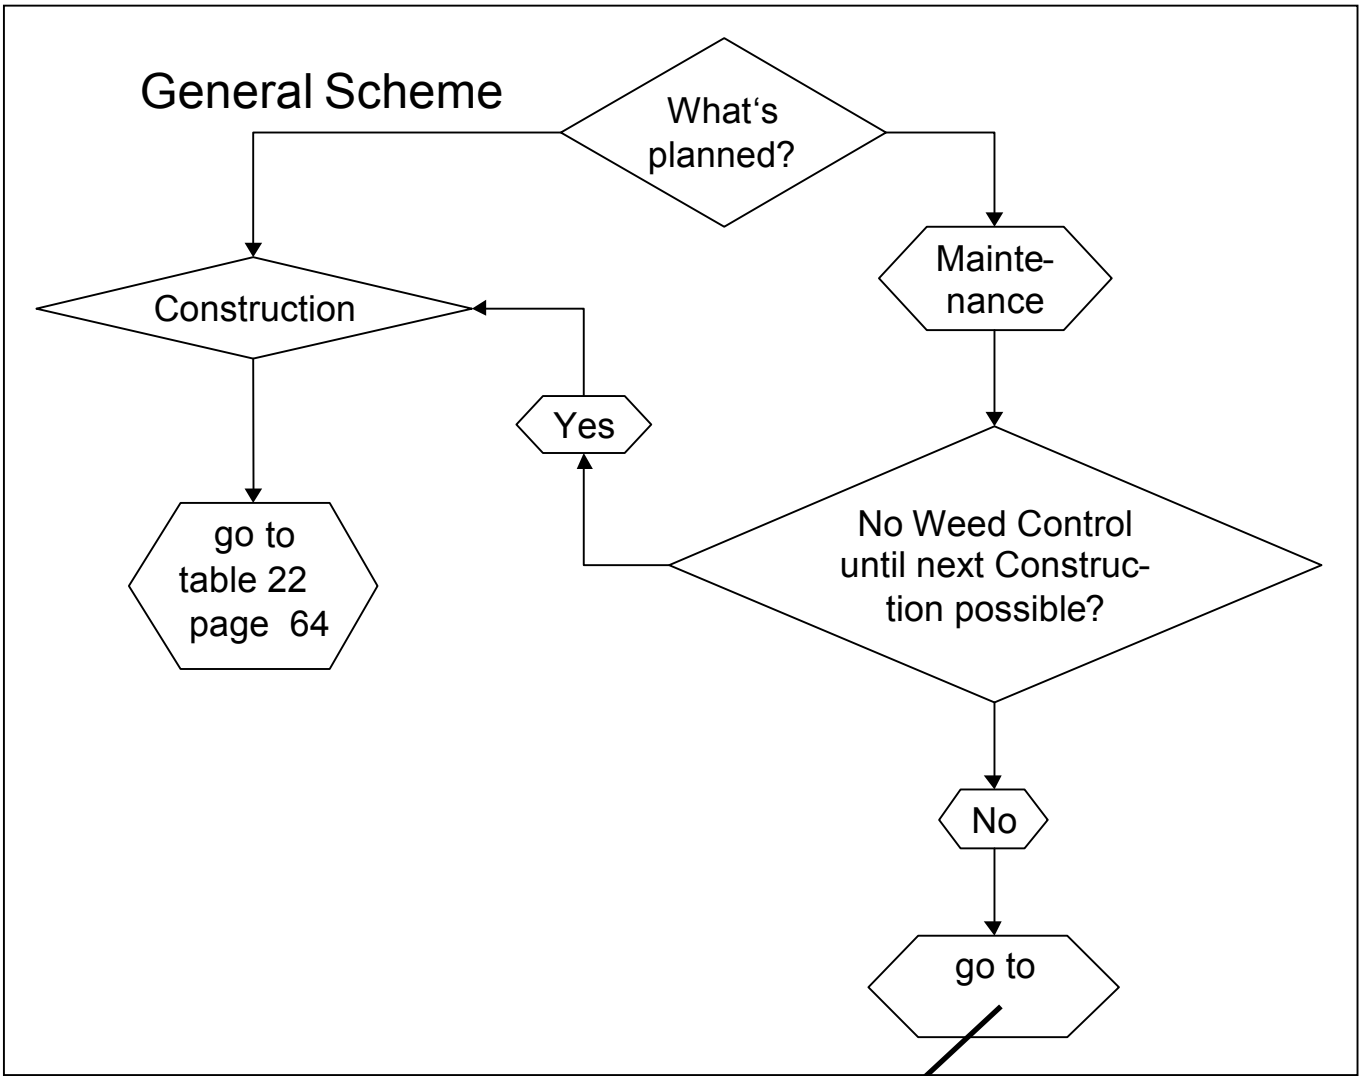 General Scheme
What‘s
planned?
Mainte-
nance
Construction
Yes
No Weed Control
until next Construc-
tion possible?
go to
table 22
page 64
No
go to